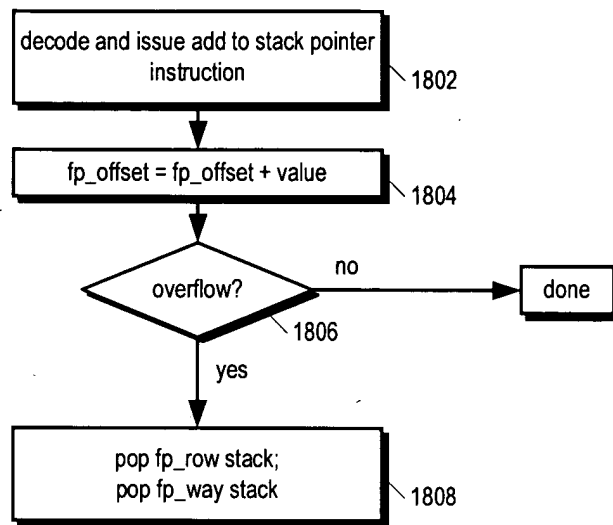 decode and issue add to stack pointer
instruction
1802
fp_offset = fp_offset + value
1804
overflow?
no
done
1806
yes
pop fp_row stack;
pop fp_way stack
1808